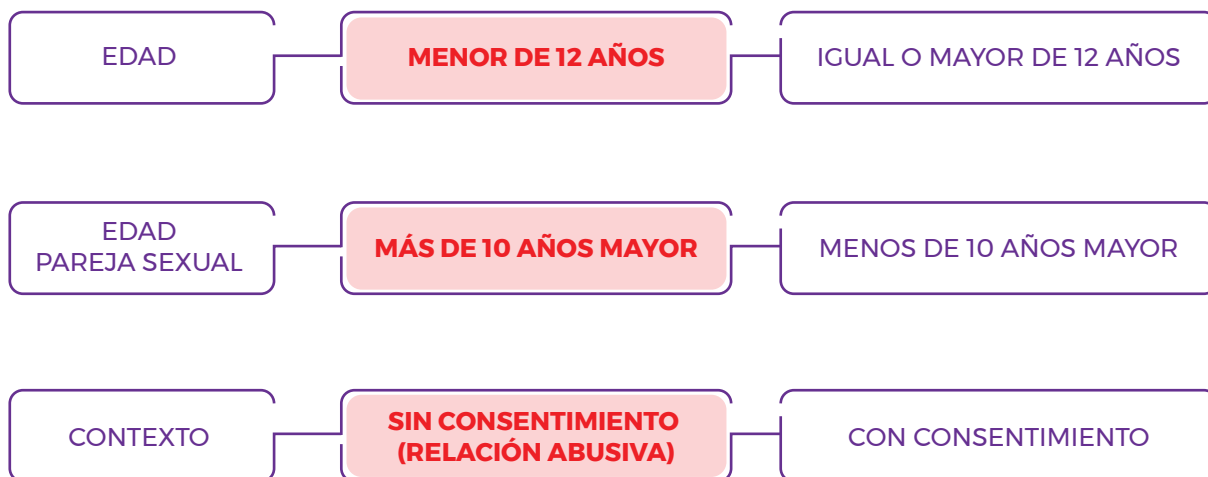 EDAD
MENOR DE 12 AÑOS
IGUAL O MAYOR DE 12 AÑOS
EDAD
PAREJA SEXUAL
MÁS DE 10 AÑOS MAYOR
MENOS DE 10 AÑOS MAYOR
CONTEXTO
SIN CONSENTIMIENTO
(RELACIÓN ABUSIVA)
CON CONSENTIMIENTO